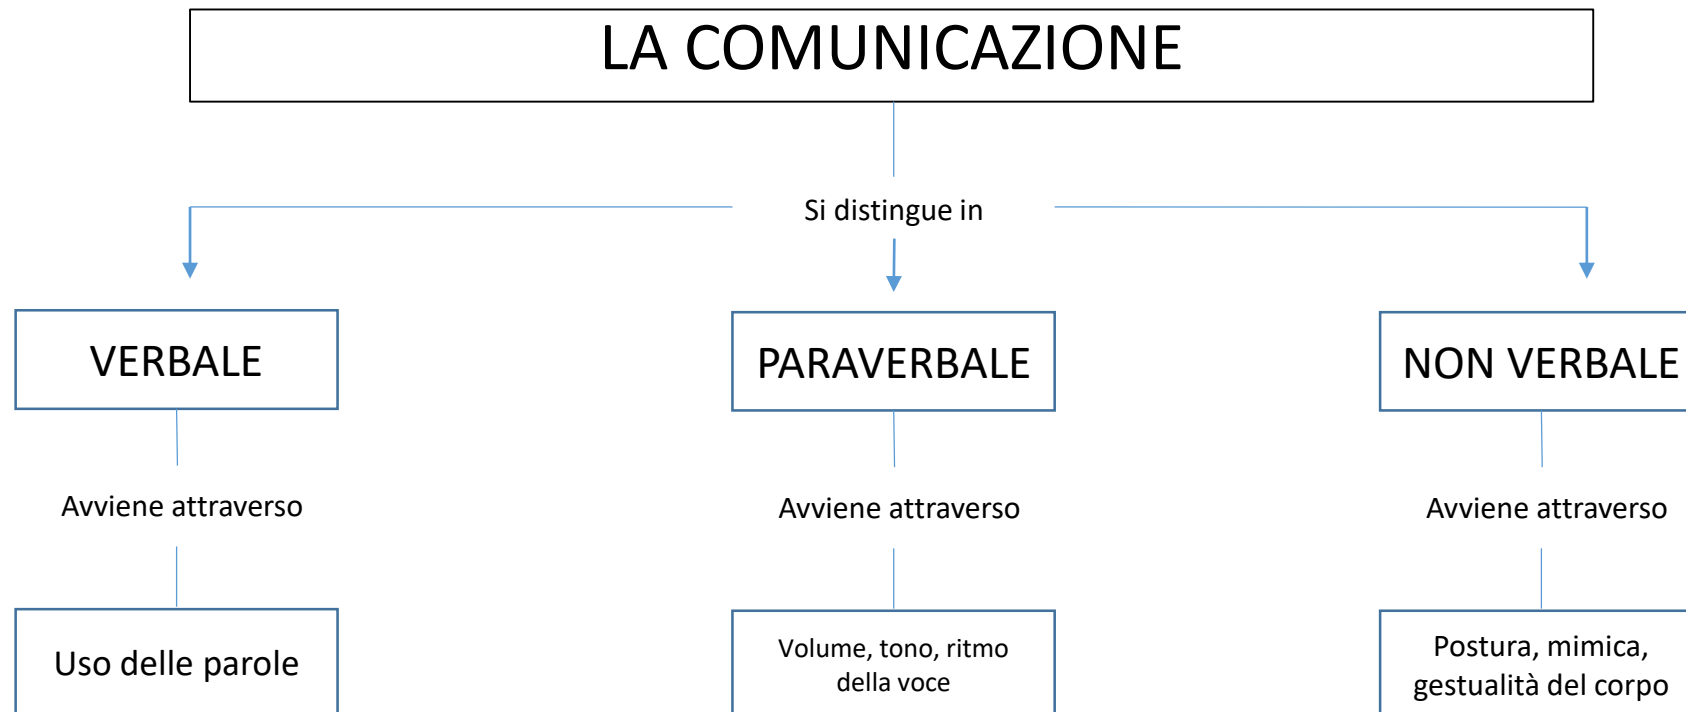 LA COMUNICAZIONE
Si distingue in
VERBALE
PARAVERBALE
NON VERBALE
Avviene attraverso
Avviene attraverso
Avviene attraverso
Uso delle parole
Volume, tono, ritmo
della voce
Postura, mimica,
gestualità del corpo